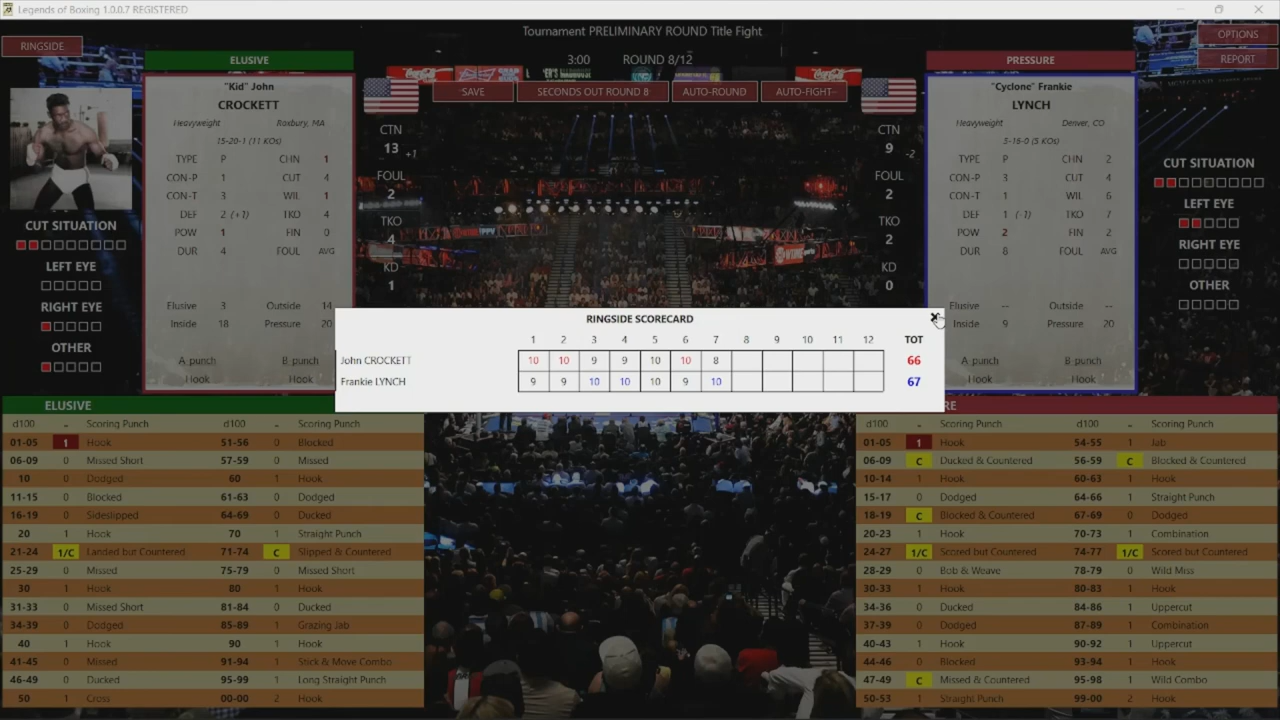 Legends of Boxing 1.0.0.7 REGISTERED
Tournament PRELIMINARY ROUND Title Fight
RINGSIDE
OPTIONS
REPORT
ELUSIVE
3:00 ROUND 8/12
PRESSURE
SAVE SECONDS OUT ROUND 8 AUTO-ROUND AUTO-FIGHT
"Kid" John
CROCKETT
Heavyweight Roxbury, MA
15-20-1 (11 KOs)
TYPE P CHN 1
CON-P 1 CUT 4
CON-T 3 WIL 1
DEF 2 (+1) TKO 4
POW 1 FIN 0
DUR 4 FOUL AVG
Elusive 3 Outside 14
Inside 18 Pressure 20
A-punch B-punch
Hook Hook
CUT SITUATION
LEFT EYE
RIGHT EYE
OTHER
CTN
13 +1
FOUL
2
TKO
4
KD
1
CTN
9 -2
FOUL
2
TKO
2
KD
0
"Cyclone" Frankie
LYNCH
Heavyweight Denver, CO
5-16-0 (5 KOs)
TYPE P CHN 2
CON-P 3 CUT 4
CON-T 1 WIL 6
DEF 1 (-1) TKO 7
POW 2 FIN 2
DUR 8 FOUL AVG
Elusive -- Outside --
Inside 9 Pressure 20
A-punch B-punch
Hook Hook
CUT SITUATION
LEFT EYE
RIGHT EYE
OTHER
RINGSIDE SCORECARD
1 2 3 4 5 6 7 8 9 10 11 12 TOT
John CROCKETT 10 10 9 9 10 10 8 66
Frankie LYNCH 9 9 10 10 10 9 10 67
ELUSIVE
d100 - Scoring Punch d100 - Scoring Punch
01-05 1 Hook 51-56 0 Blocked
06-09 0 Missed Short 57-59 0 Missed
10 0 Dodged 60 1 Hook
11-15 0 Blocked 61-63 0 Dodged
16-19 0 Sideslipped 64-69 0 Ducked
20 1 Hook 70 1 Straight Punch
21-24 1/C Landed but Countered 71-74 C Slipped & Countered
25-29 0 Missed 75-79 0 Missed Short
30 1 Hook 80 1 Hook
31-33 0 Missed Short 81-84 0 Ducked
34-39 0 Dodged 85-89 1 Grazing Jab
40 1 Hook 90 1 Hook
41-45 0 Missed 91-94 1 Stick & Move Combo
46-49 0 Ducked 95-99 1 Long Straight Punch
50 1 Cross 00-00 2 Hook
RE
d100 - Scoring Punch d100 - Scoring Punch
01-05 1 Hook 54-55 1 Jab
06-09 C Ducked & Countered 56-59 C Blocked & Countered
10-14 1 Hook 60-63 1 Hook
15-17 0 Dodged 64-66 1 Straight Punch
18-19 C Blocked & Countered 67-69 0 Dodged
20-23 1 Hook 70-73 1 Combination
24-27 1/C Scored but Countered 74-77 1/C Scored but Countered
28-29 0 Bob & Weave 78-79 0 Wild Miss
30-33 1 Hook 80-83 1 Hook
34-36 0 Ducked 84-86 1 Uppercut
37-39 0 Dodged 87-89 1 Combination
40-43 1 Hook 90-92 1 Uppercut
44-46 0 Blocked 93-94 1 Hook
47-49 C Missed & Countered 95-98 1 Wild Combo
50-53 1 Straight Punch 99-00 2 Hook